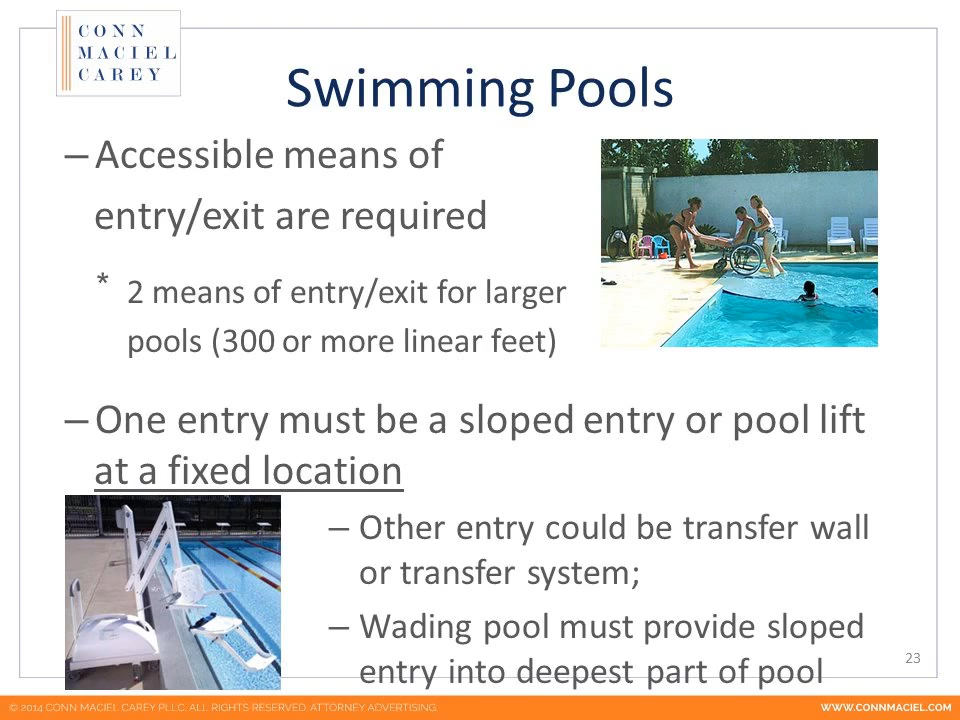 CONN
MACIEL
CAREY
Swimming Pools
– Accessible means of
entry/exit are required
* 2 means of entry/exit for larger
pools (300 or more linear feet)
– One entry must be a sloped entry or pool lift
at a fixed location
– Other entry could be transfer wall
or transfer system;
– Wading pool must provide sloped
entry into deepest part of pool
23
© 2014 CONN MACIEL CAREY PLLC. ALL RIGHTS RESERVED. ATTORNEY ADVERTISING.
WWW.CONNMACIEL.COM